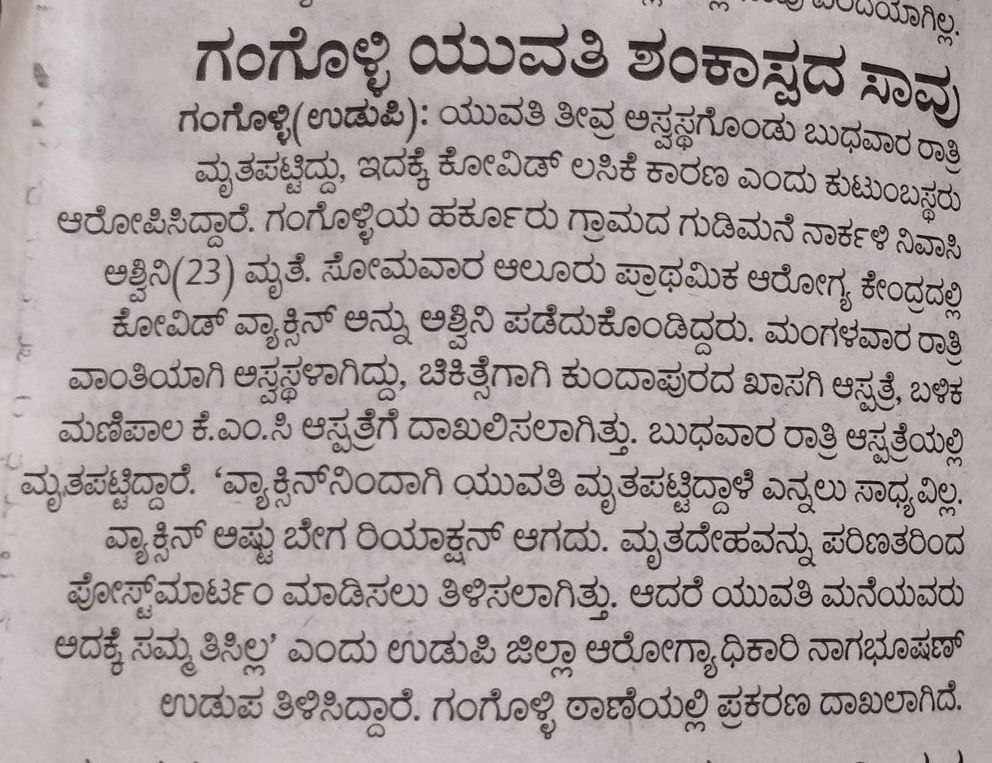 ಗಂಗೊಳ್ಳಿ ಯುವತಿ ಶಂಕಾಸ್ಪದ ಸಾವು
ಗಂಗೊಳ್ಳಿ(ಉಡುಪಿ): ಯುವತಿ ತೀವ್ರ ಅಸ್ವಸ್ಥಗೊಂಡು ಬುಧವಾರ ರಾತ್ರಿ
ಮೃತಪಟ್ಟಿದ್ದು, ಇದಕ್ಕೆ ಕೋವಿಡ್ ಲಸಿಕೆ ಕಾರಣ ಎಂದು ಕುಟುಂಬಸ್ಥರು
ಆರೋಪಿಸಿದ್ದಾರೆ. ಗಂಗೊಳ್ಳಿಯ ಹರ್ಕೂರು ಗ್ರಾಮದ ಗುಡಿಮನೆ ನಾರ್ಕಳಿ ನಿವಾಸಿ
ಅಶ್ವಿನಿ(23) ಮೃತೆ. ಸೋಮವಾರ ಆಲೂರು ಪ್ರಾಥಮಿಕ ಆರೋಗ್ಯ ಕೇಂದ್ರದಲ್ಲಿ
ಕೋವಿಡ್ ವ್ಯಾಕ್ಸಿನ್ ಅನ್ನು ಅಶ್ವಿನಿ ಪಡೆದುಕೊಂಡಿದ್ದರು. ಮಂಗಳವಾರ ರಾತ್ರಿ
ವಾಂತಿಯಾಗಿ ಅಸ್ವಸ್ಥಳಾಗಿದ್ದು, ಚಿಕಿತ್ಸೆಗಾಗಿ ಕುಂದಾಪುರದ ಖಾಸಗಿ ಆಸ್ಪತ್ರೆ, ಬಳಿಕ
ಮಣಿಪಾಲ ಕೆ.ಎಂ.ಸಿ ಆಸ್ಪತ್ರೆಗೆ ದಾಖಲಿಸಲಾಗಿತ್ತು. ಬುಧವಾರ ರಾತ್ರಿ ಆಸ್ಪತ್ರೆಯಲ್ಲಿ
ಮೃತಪಟ್ಟಿದ್ದಾರೆ. ‘ವ್ಯಾಕ್ಸಿನ್‌ನಿಂದಾಗಿ ಯುವತಿ ಮೃತಪಟ್ಟಿದ್ದಾಳೆ ಎನ್ನಲು ಸಾಧ್ಯವಿಲ್ಲ.
ವ್ಯಾಕ್ಸಿನ್ ಅಷ್ಟು ಬೇಗ ರಿಯಾಕ್ಷನ್ ಆಗದು. ಮೃತದೇಹವನ್ನು ಪರಿಣತರಿಂದ
ಪೋಸ್ಟ್‌ಮಾರ್ಟಂ ಮಾಡಿಸಲು ತಿಳಿಸಲಾಗಿತ್ತು. ಆದರೆ ಯುವತಿ ಮನೆಯವರು
ಅದಕ್ಕೆ ಸಮ್ಮತಿಸಿಲ್ಲ’ ಎಂದು ಉಡುಪಿ ಜಿಲ್ಲಾ ಆರೋಗ್ಯಾಧಿಕಾರಿ ನಾಗಭೂಷಣ್
ಉಡುಪ ತಿಳಿಸಿದ್ದಾರೆ. ಗಂಗೊಳ್ಳಿ ಠಾಣೆಯಲ್ಲಿ ಪ್ರಕರಣ ದಾಖಲಾಗಿದೆ.